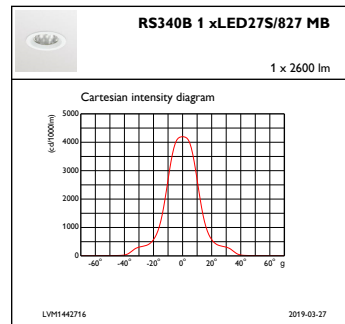 RS340B 1 xLED27S/827 MB
1 x 2600 lm
Cartesian intensity diagram
(cd/1000lm)
5000
4000
3000
2000
1000
0
-60° -40° -20° 0° 20° 40° 60° g
LVM1442716 2019-03-27